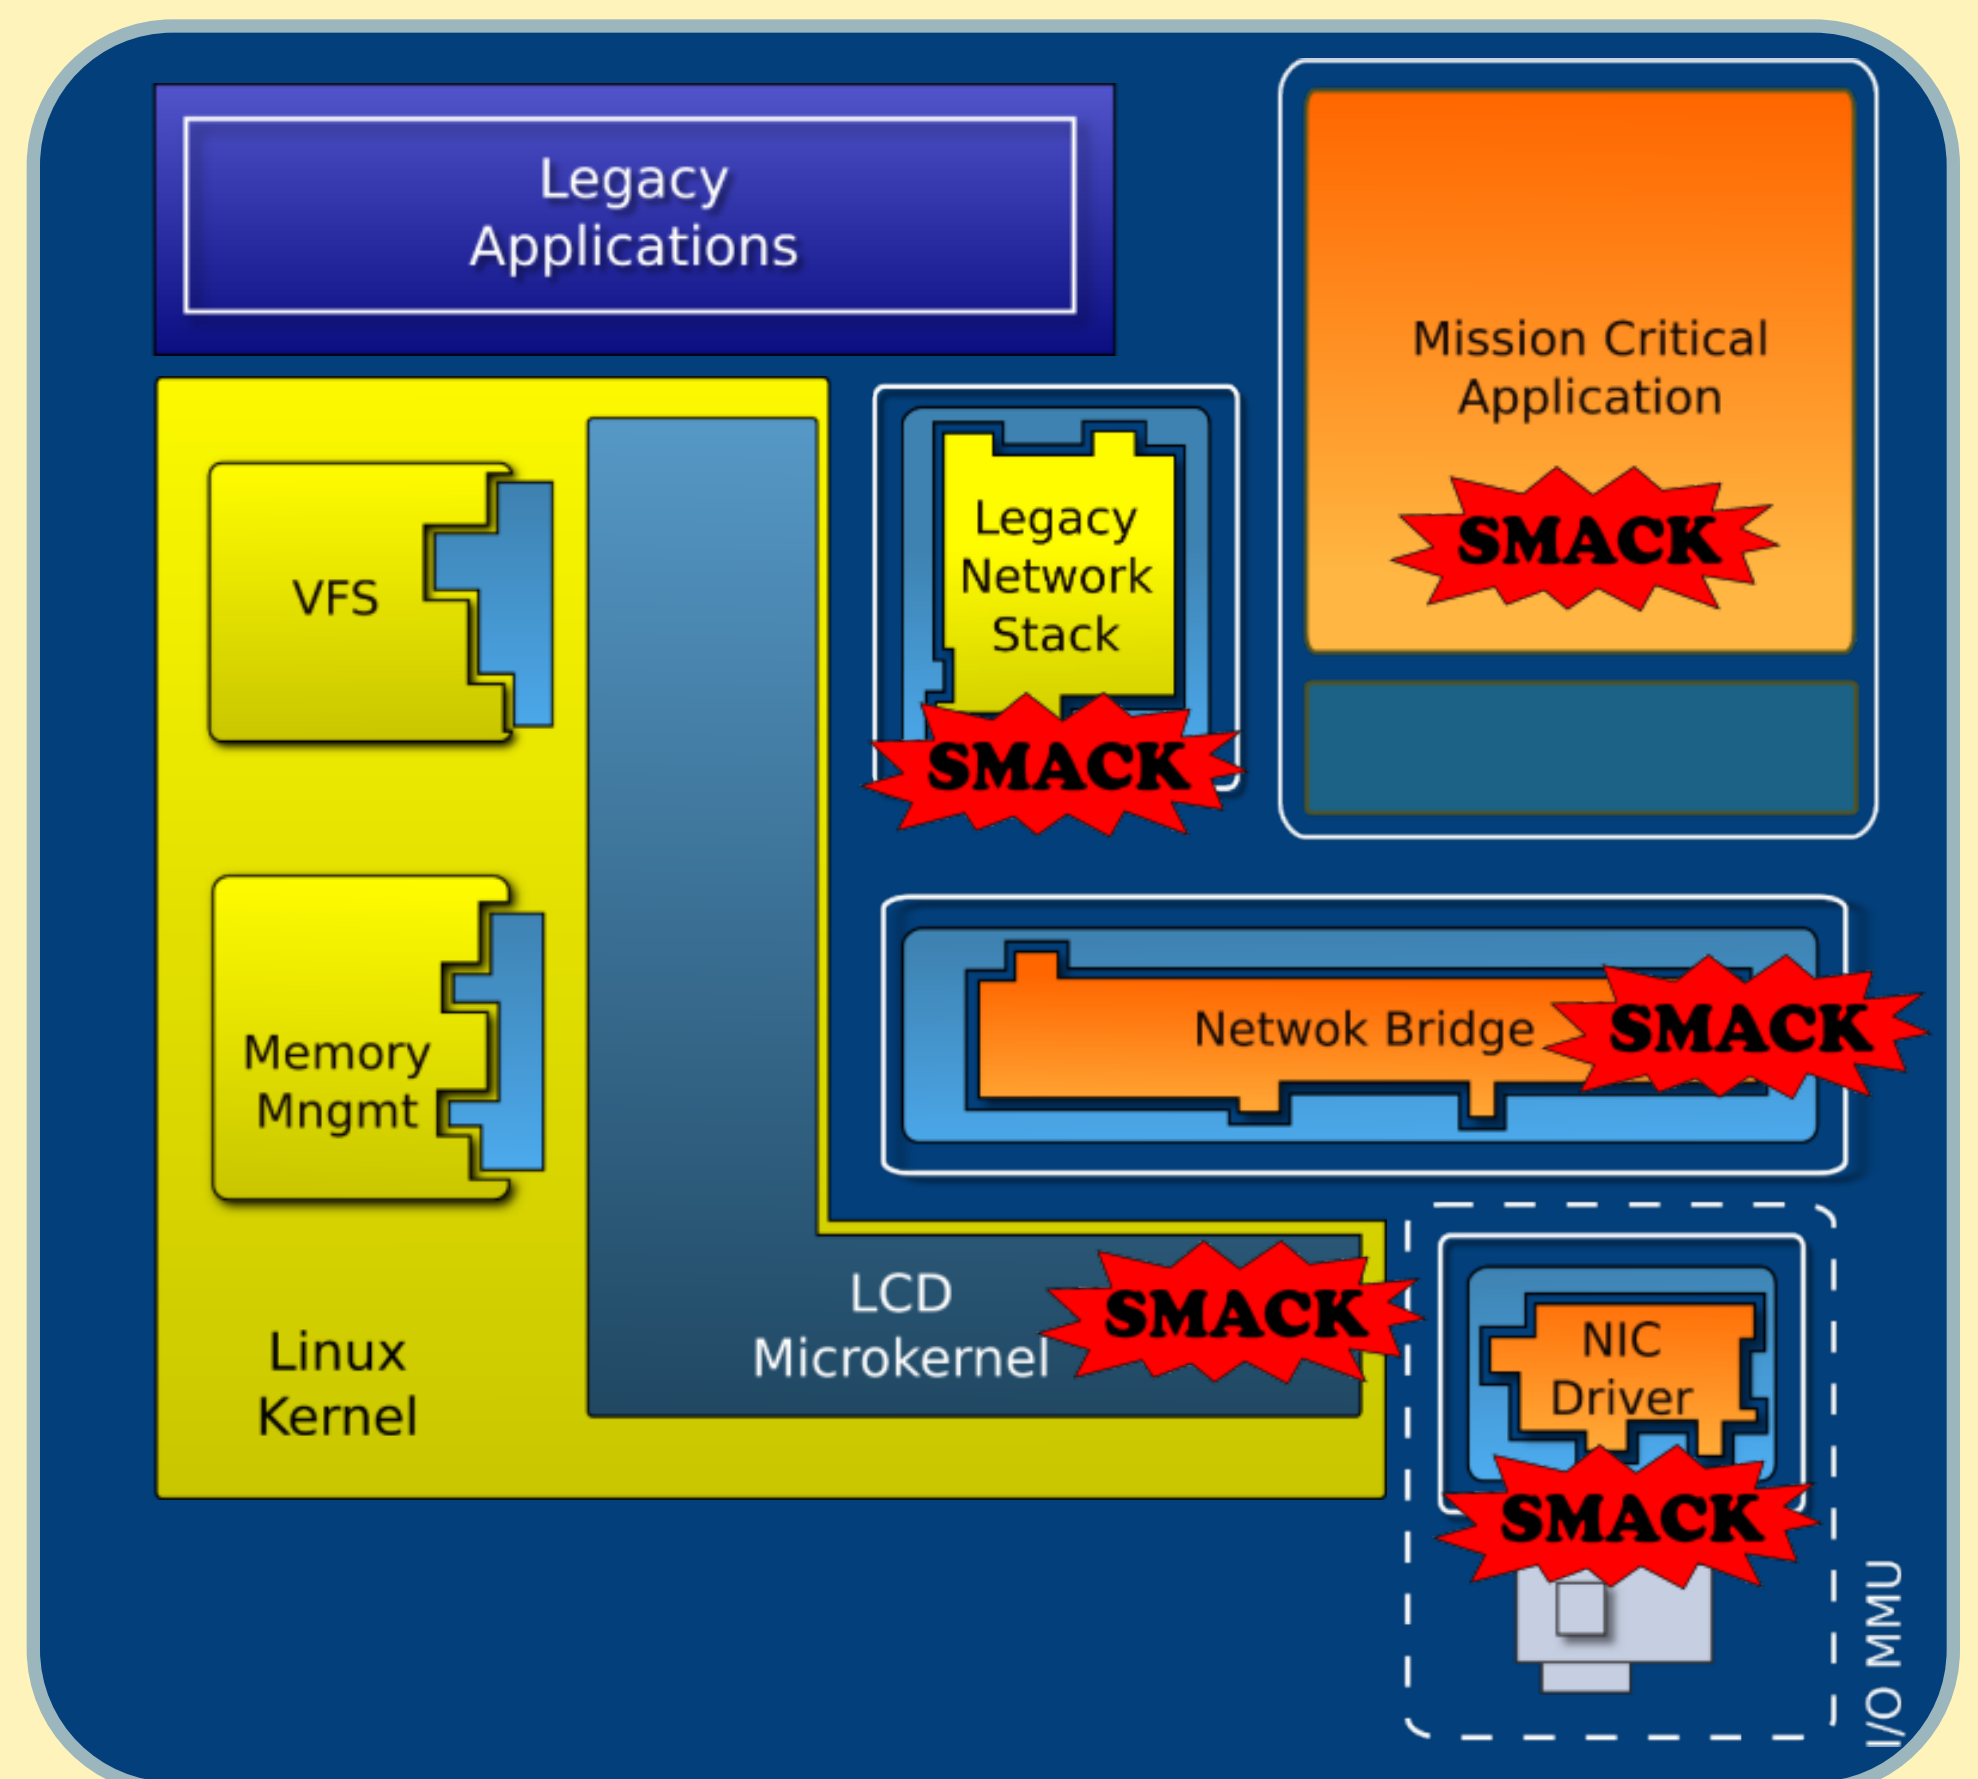 Legacy
Applications
Mission Critical
Application
SMACK
VFS
Legacy
Network
Stack
SMACK
Memory
Mngmt
Netwok Bridge
SMACK
Linux
Kernel
LCD
Microkernel
SMACK
NIC
Driver
SMACK
I/O MMU